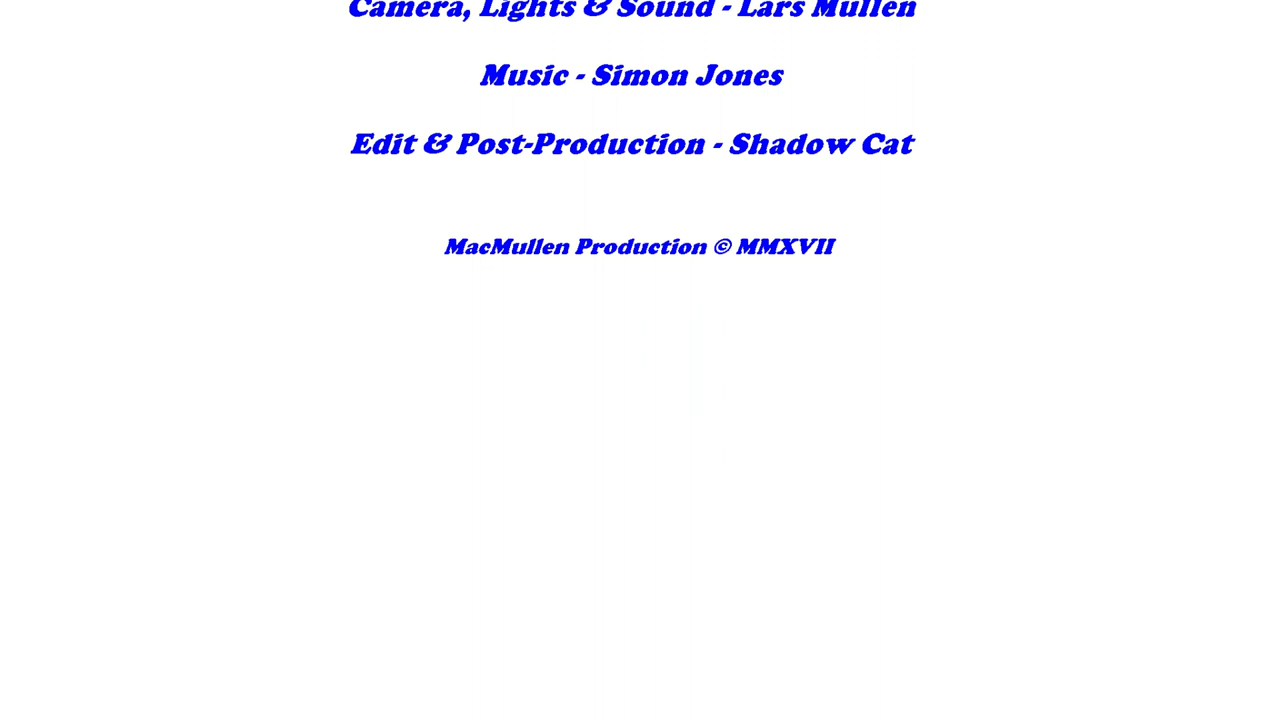 Camera, Lights & Sound - Lars Mullen
Music - Simon Jones
Edit & Post-Production - Shadow Cat
MacMullen Production © MMXVII